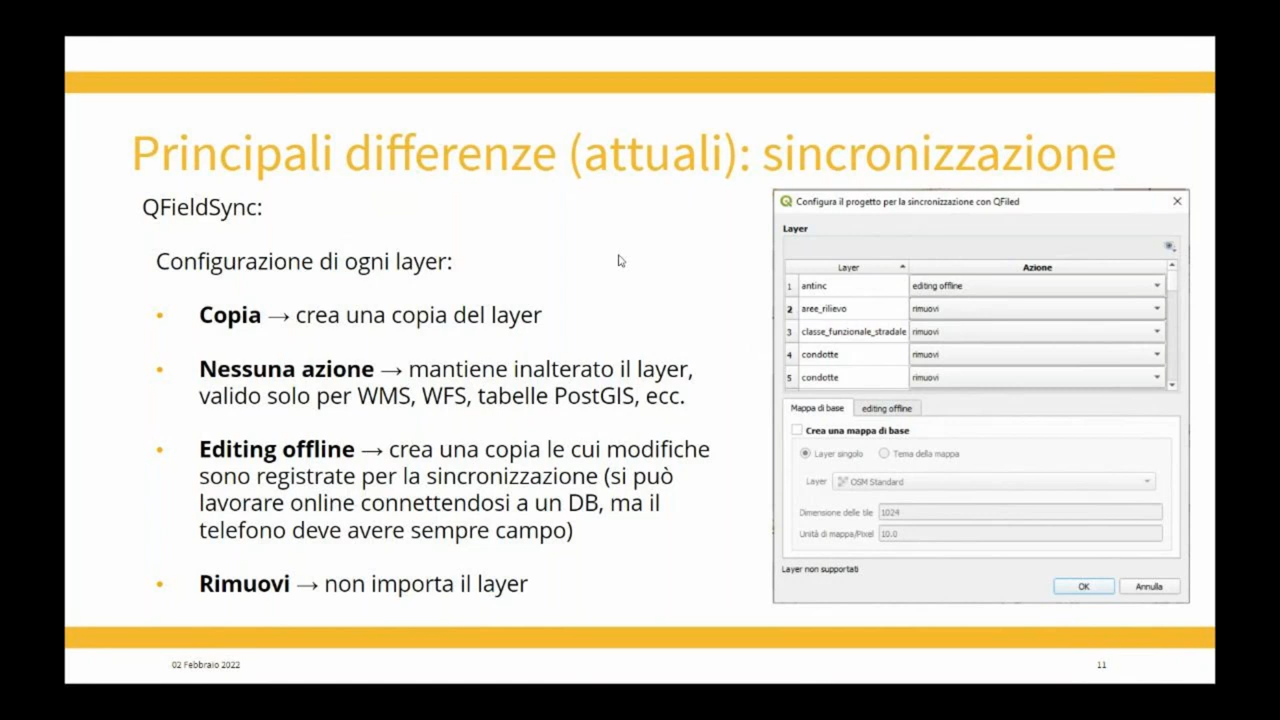 Principali differenze (attuali): sincronizzazione
QFieldSync:
Configurazione di ogni layer:
• Copia → crea una copia del layer
• Nessuna azione → mantiene inalterato il layer,
valido solo per WMS, WFS, tabelle PostGIS, ecc.
• Editing offline → crea una copia le cui modifiche
sono registrate per la sincronizzazione (si può
lavorare online connettendosi a un DB, ma il
telefono deve avere sempre campo)
• Rimuovi → non importa il layer
Configura il progetto per la sincronizzazione con QFiled
Layer
Layer Azione
1 antinc editing offline
2 aree_rilievo rimuovi
3 classe_funzionale_stradale rimuovi
4 condotte rimuovi
5 condotte rimuovi
Mappa di base editing offline
Crea una mappa di base
Layer singolo Tema della mappa
Layer OSM Standard
Dimensione delle tile 1024
Unità di mappa/Pixel 10.0
Layer non supportati
OK Annulla
02 Febbraio 2022 11